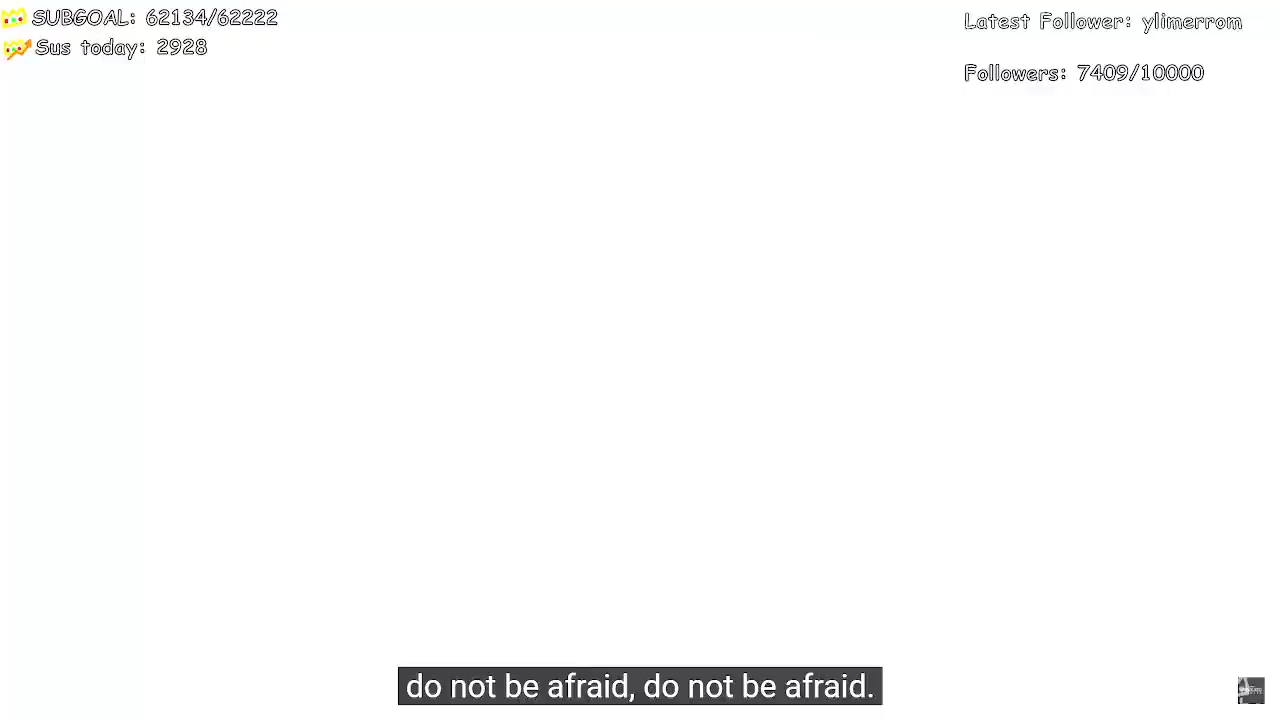 SUBGOAL: 62134/62222
Sus today: 2928
Latest Follower: ylimerrom
Followers: 7409/10000
do not be afraid, do not be afraid.